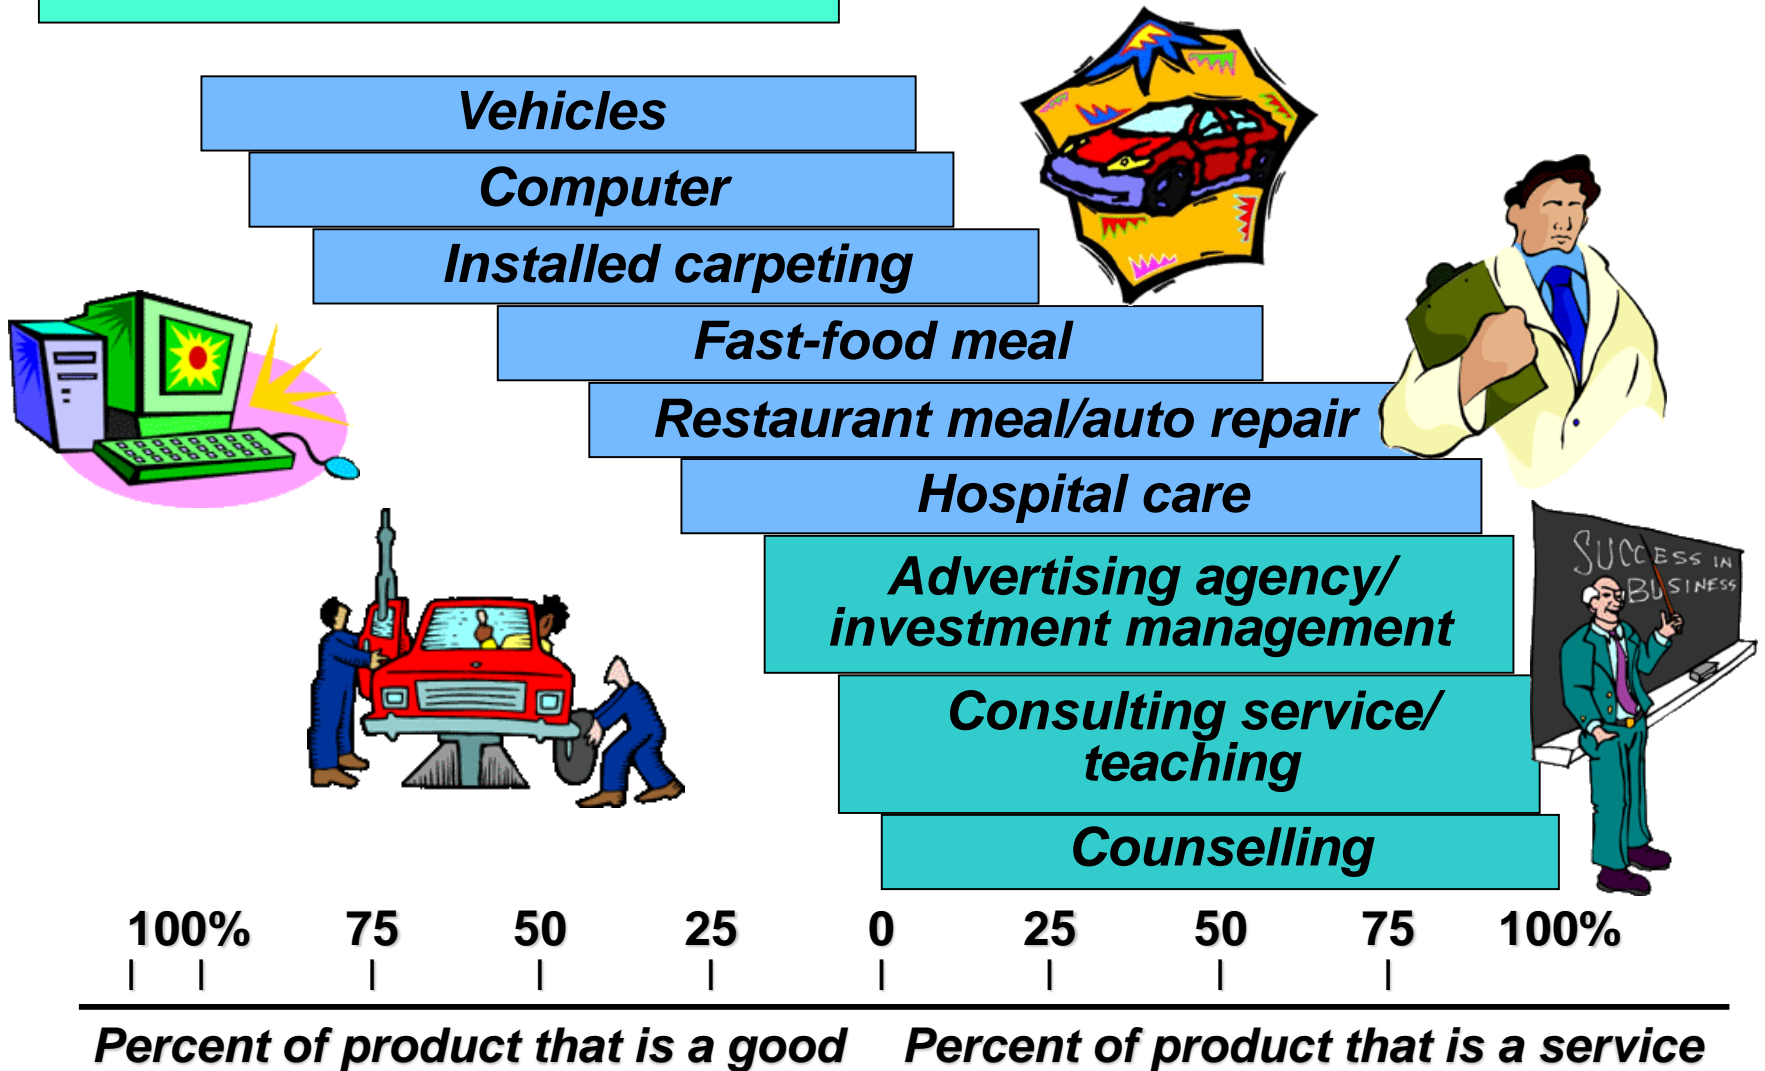 Vehicles
Computer
Installed carpeting
Fast-food meal
Restaurant meal/auto repair
Hospital care
Advertising agency/
investment management
Consulting service/
teaching
Counselling
SUCCESS IN
BUSINESS
100% 75 50 25 0 25 50 75 100%
Percent of product that is a good Percent of product that is a service